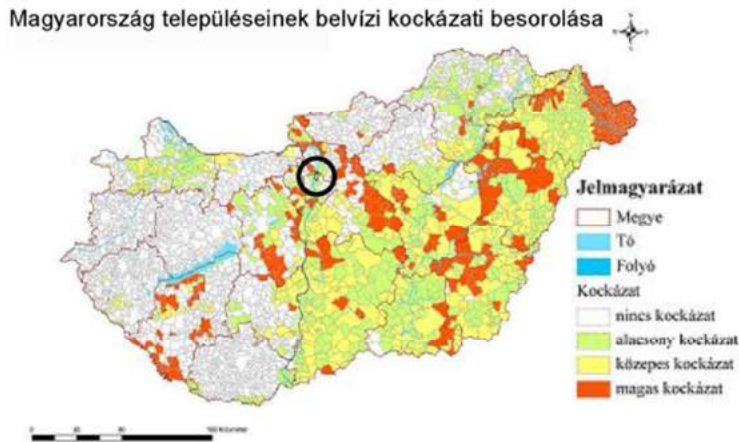 Magyarország településeinek belvízi kockázati besorolása
Jelmagyarázat
Megye
Tó
Folyó
Kockázat
nincs kockázat
alacsony kockázat
közepes kockázat
magas kockázat